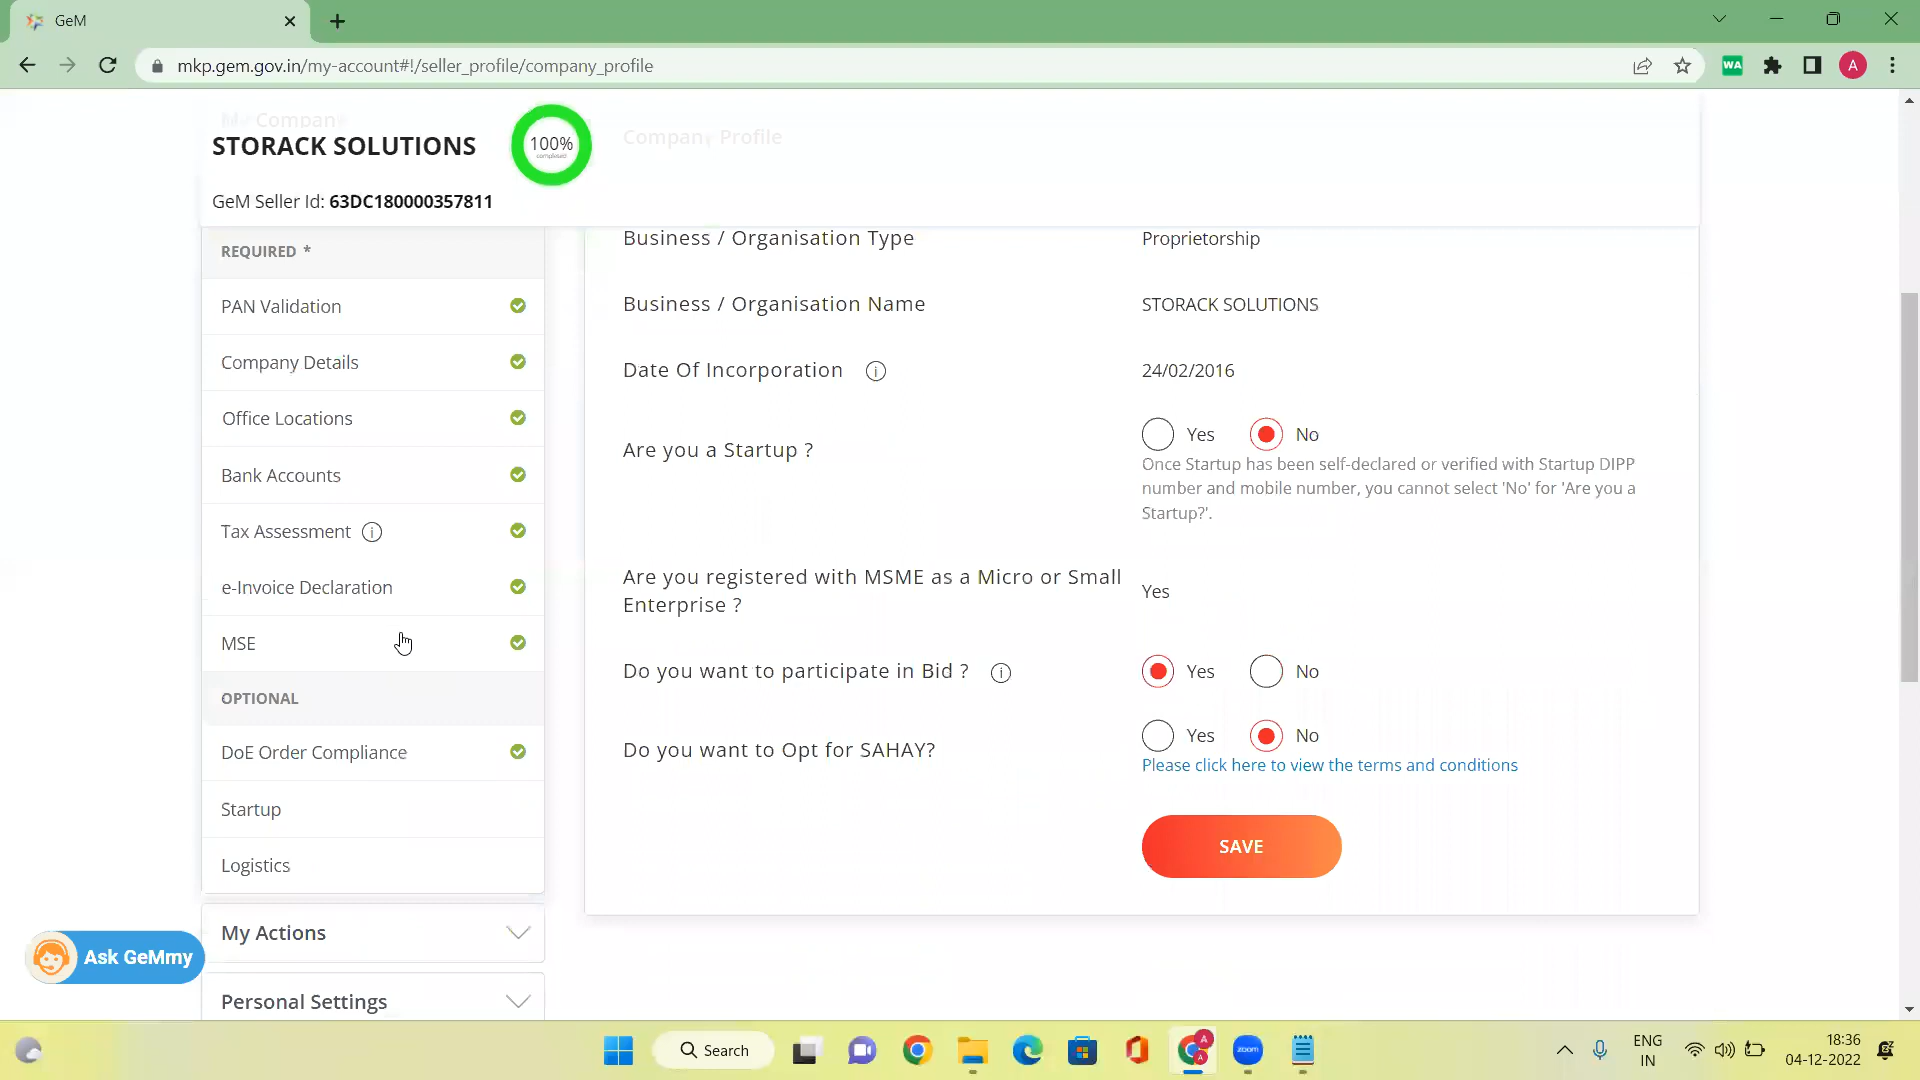 GeM
mkp.gem.gov.in/my-account#!/seller_profile/company_profile
WA
A
My Company
STORACK SOLUTIONS
100%
completed
Company Profile
GeM Seller Id: 63DC180000357811
REQUIRED *
PAN Validation
Company Details
Office Locations
Bank Accounts
Tax Assessment
e-Invoice Declaration
MSE
OPTIONAL
DoE Order Compliance
Startup
Logistics
My Actions
Personal Settings
Ask GeMmy
Business / Organisation Type
Proprietorship
Business / Organisation Name
STORACK SOLUTIONS
Date Of Incorporation
24/02/2016
Are you a Startup ?
Yes No
Once Startup has been self-declared or verified with Startup DIPP
number and mobile number, you cannot select 'No' for 'Are you a
Startup?'.
Are you registered with MSME as a Micro or Small
Enterprise ?
Yes
Do you want to participate in Bid ?
Yes No
Do you want to Opt for SAHAY?
Yes No
Please click here to view the terms and conditions
SAVE
Search
A
A
zoom
ENG
IN
18:36
04-12-2022